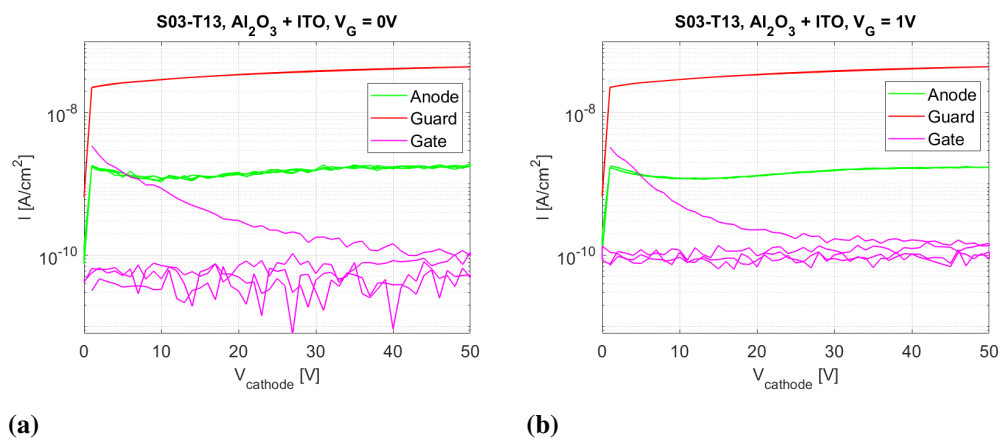 S03-T13, Al2O3 + ITO, VG = 0V
I [A/cm2]
10-8
10-10
Anode
Guard
Gate
0 10 20 30 40 50
Vcathode [V]
(a)
S03-T13, Al2O3 + ITO, VG = 1V
I [A/cm2]
10-8
10-10
Anode
Guard
Gate
0 10 20 30 40 50
Vcathode [V]
(b)